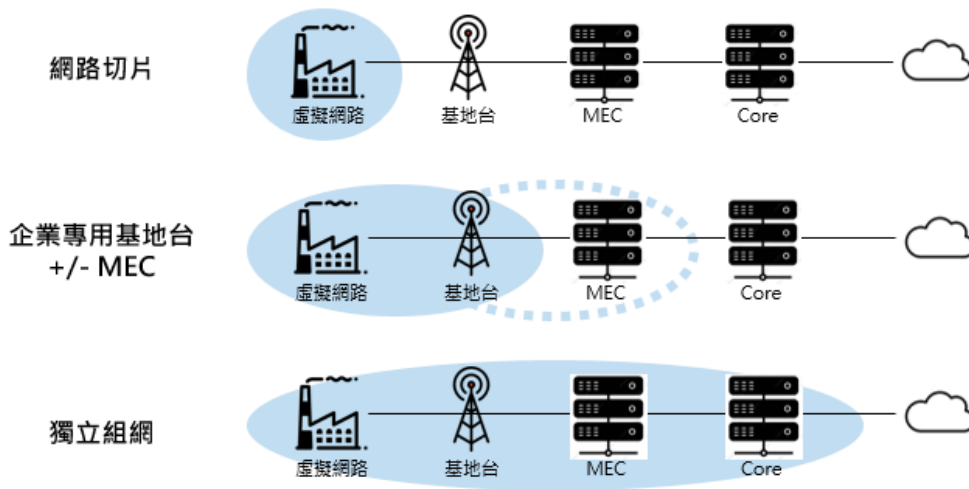 網路切片
虛擬網路
基地台
MEC
Core
企業專用基地台
+/- MEC
虛擬網路
基地台
MEC
Core
獨立組網
虛擬網路
基地台
MEC
Core